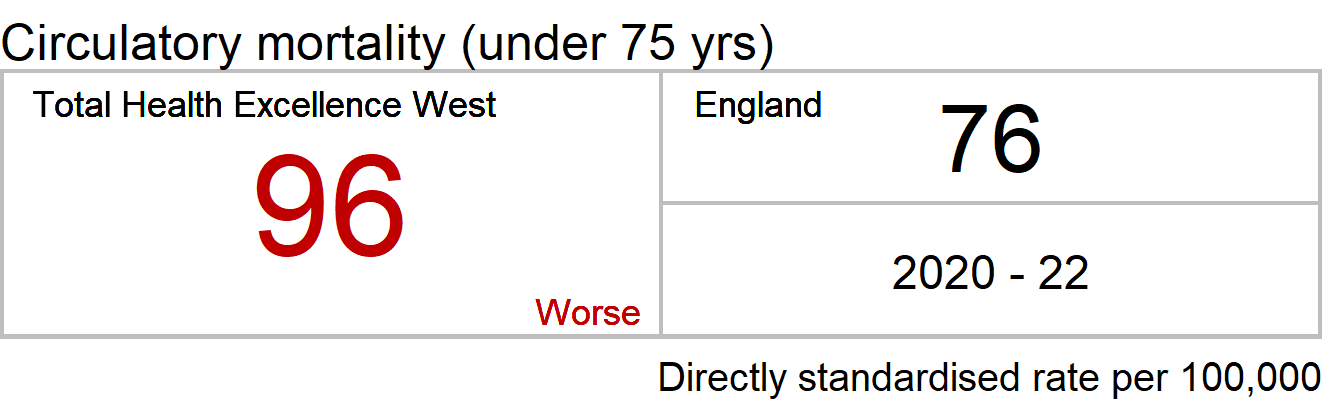 Circulatory mortality (under 75 yrs)
Total Health Excellence West
96
Worse
England
76
2020 - 22
Directly standardised rate per 100,000